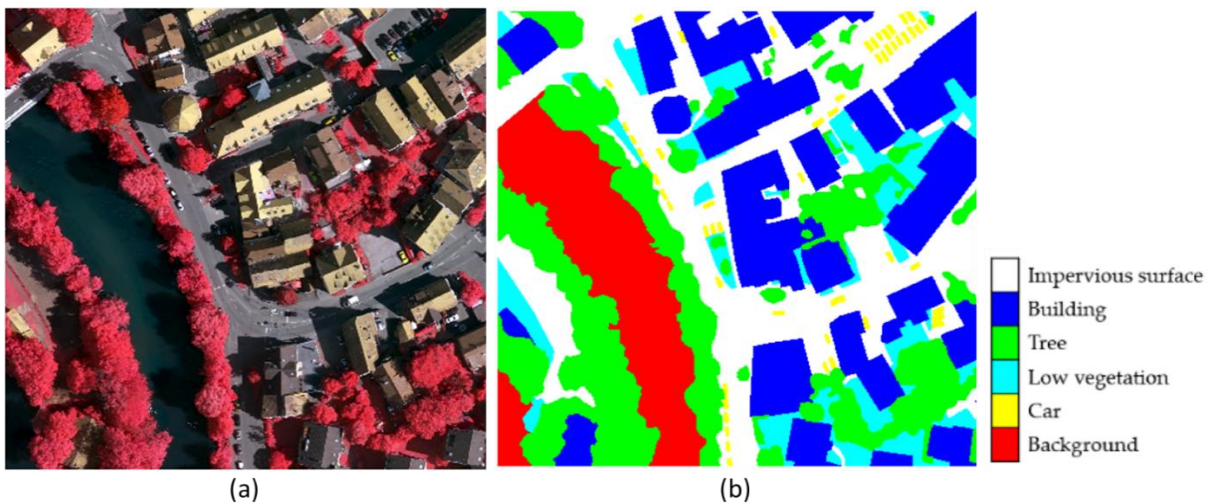 Impervious surface
Building
Tree
Low vegetation
Car
Background
(a)
(b)